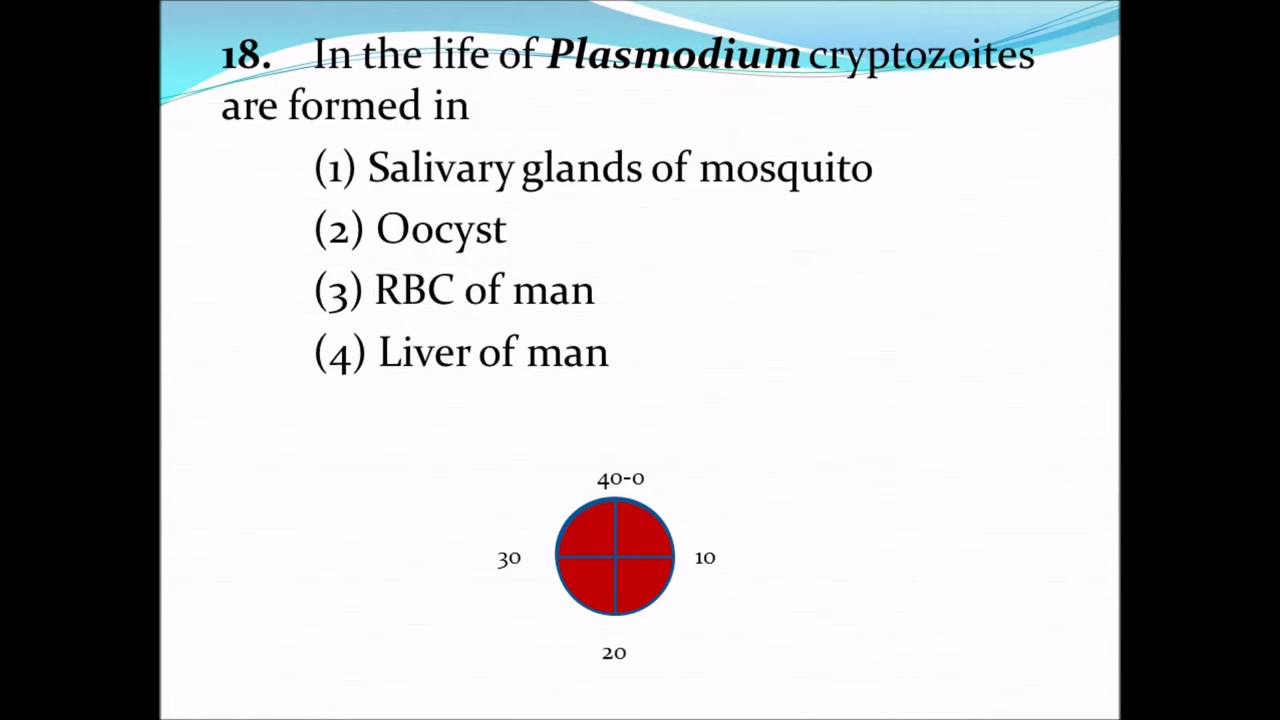 18. In the life of Plasmodium cryptozoites
are formed in
(1) Salivary glands of mosquito
(2) Oocyst
(3) RBC of man
(4) Liver of man
40-0
30
10
20